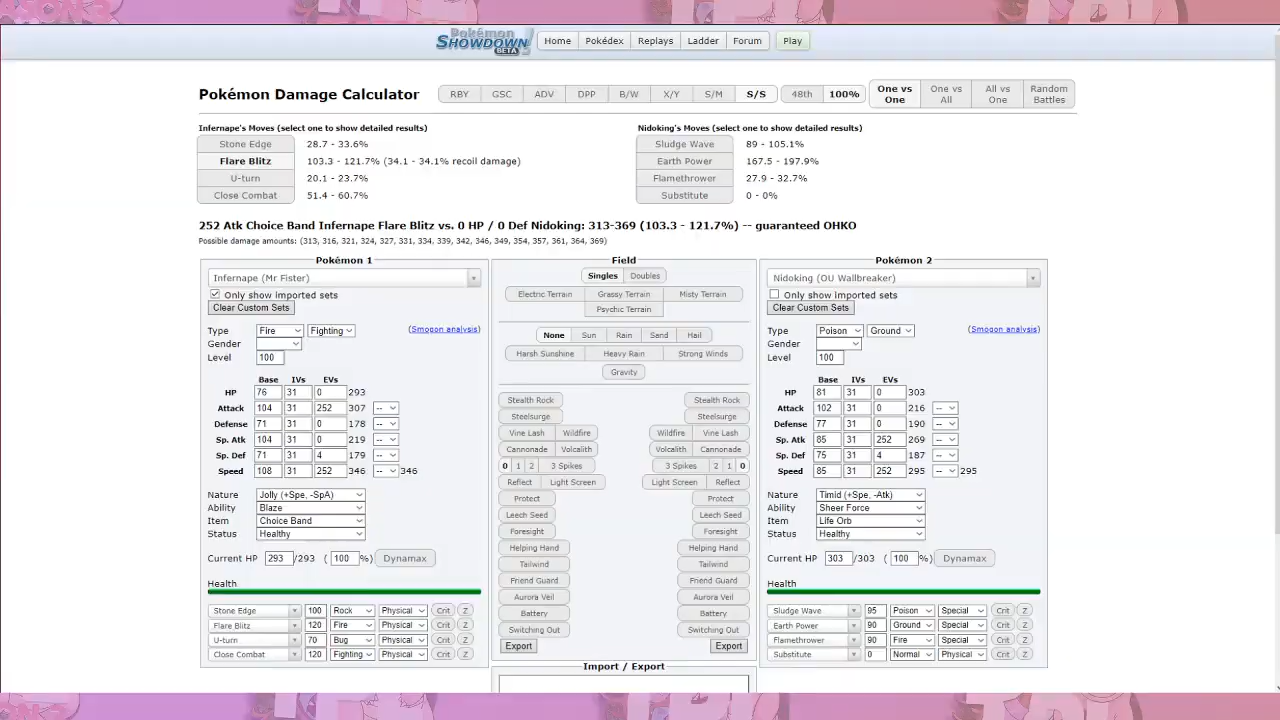 Pokémon
SHOWDOWN! BETA Home Pokédex Replays Ladder Forum Play
Pokémon Damage Calculator RBY GSC ADV DPP B/W X/Y S/M S/S 48th 100% One vs One One vs All All vs One Random Battles
Infernape's Moves (select one to show detailed results) Nidoking's Moves (select one to show detailed results)
Stone Edge 28.7 - 33.6% Sludge Wave 89 - 105.1%
Flare Blitz 103.3 - 121.7% (34.1 - 34.1% recoil damage) Earth Power 167.5 - 197.9%
U-turn 20.1 - 23.7% Flamethrower 27.9 - 32.7%
Close Combat 51.4 - 60.7% Substitute 0 - 0%
252 Atk Choice Band Infernape Flare Blitz vs. 0 HP / 0 Def Nidoking: 313-369 (103.3 - 121.7%) -- guaranteed OHKO
Possible damage amounts: (313, 316, 321, 324, 327, 331, 334, 339, 342, 346, 349, 354, 357, 361, 364, 369)
Pokémon 1
Infernape (Mr Fister)
Only show imported sets
Clear Custom Sets
Type Fire Fighting (Smogon analysis)
Gender
Level 100
Base IVs EVs
HP 76 31 0 293
Attack 104 31 252 307 --
Defense 71 31 0 178 --
Sp. Atk 104 31 0 219 --
Sp. Def 71 31 4 179 --
Speed 108 31 252 346 -- 346
Nature Jolly (+Spe, -SpA)
Ability Blaze
Item Choice Band
Status Healthy
Current HP 293 /293 ( 100 %) Dynamax
Health
Stone Edge 100 Rock Physical Crit Z
Flare Blitz 120 Fire Physical Crit Z
U-turn 70 Bug Physical Crit Z
Close Combat 120 Fighting Physical Crit Z
Field
Singles Doubles
Electric Terrain Grassy Terrain Misty Terrain
Psychic Terrain
None Sun Rain Sand Hail
Harsh Sunshine Heavy Rain Strong Winds
Gravity
Stealth Rock Stealth Rock
Steelsurge Steelsurge
Vine Lash Wildfire Wildfire Vine Lash
Cannonade Volcalith Volcalith Cannonade
0 1 2 3 Spikes 3 Spikes 2 1 0
Reflect Light Screen Light Screen Reflect
Protect Protect
Leech Seed Leech Seed
Foresight Foresight
Helping Hand Helping Hand
Tailwind Tailwind
Friend Guard Friend Guard
Aurora Veil Aurora Veil
Battery Battery
Switching Out Switching Out
Export Export
Import / Export
Pokémon 2
Nidoking (OU Wallbreaker)
Only show imported sets
Clear Custom Sets
Type Poison Ground (Smogon analysis)
Gender
Level 100
Base IVs EVs
HP 81 31 0 303
Attack 102 31 0 216 --
Defense 77 31 0 190 --
Sp. Atk 85 31 252 269 --
Sp. Def 75 31 4 187 --
Speed 85 31 252 295 -- 295
Nature Timid (+Spe, -Atk)
Ability Sheer Force
Item Life Orb
Status Healthy
Current HP 303 /303 ( 100 %) Dynamax
Health
Sludge Wave 95 Poison Special Crit Z
Earth Power 90 Ground Special Crit Z
Flamethrower 90 Fire Special Crit Z
Substitute 0 Normal Physical Crit Z